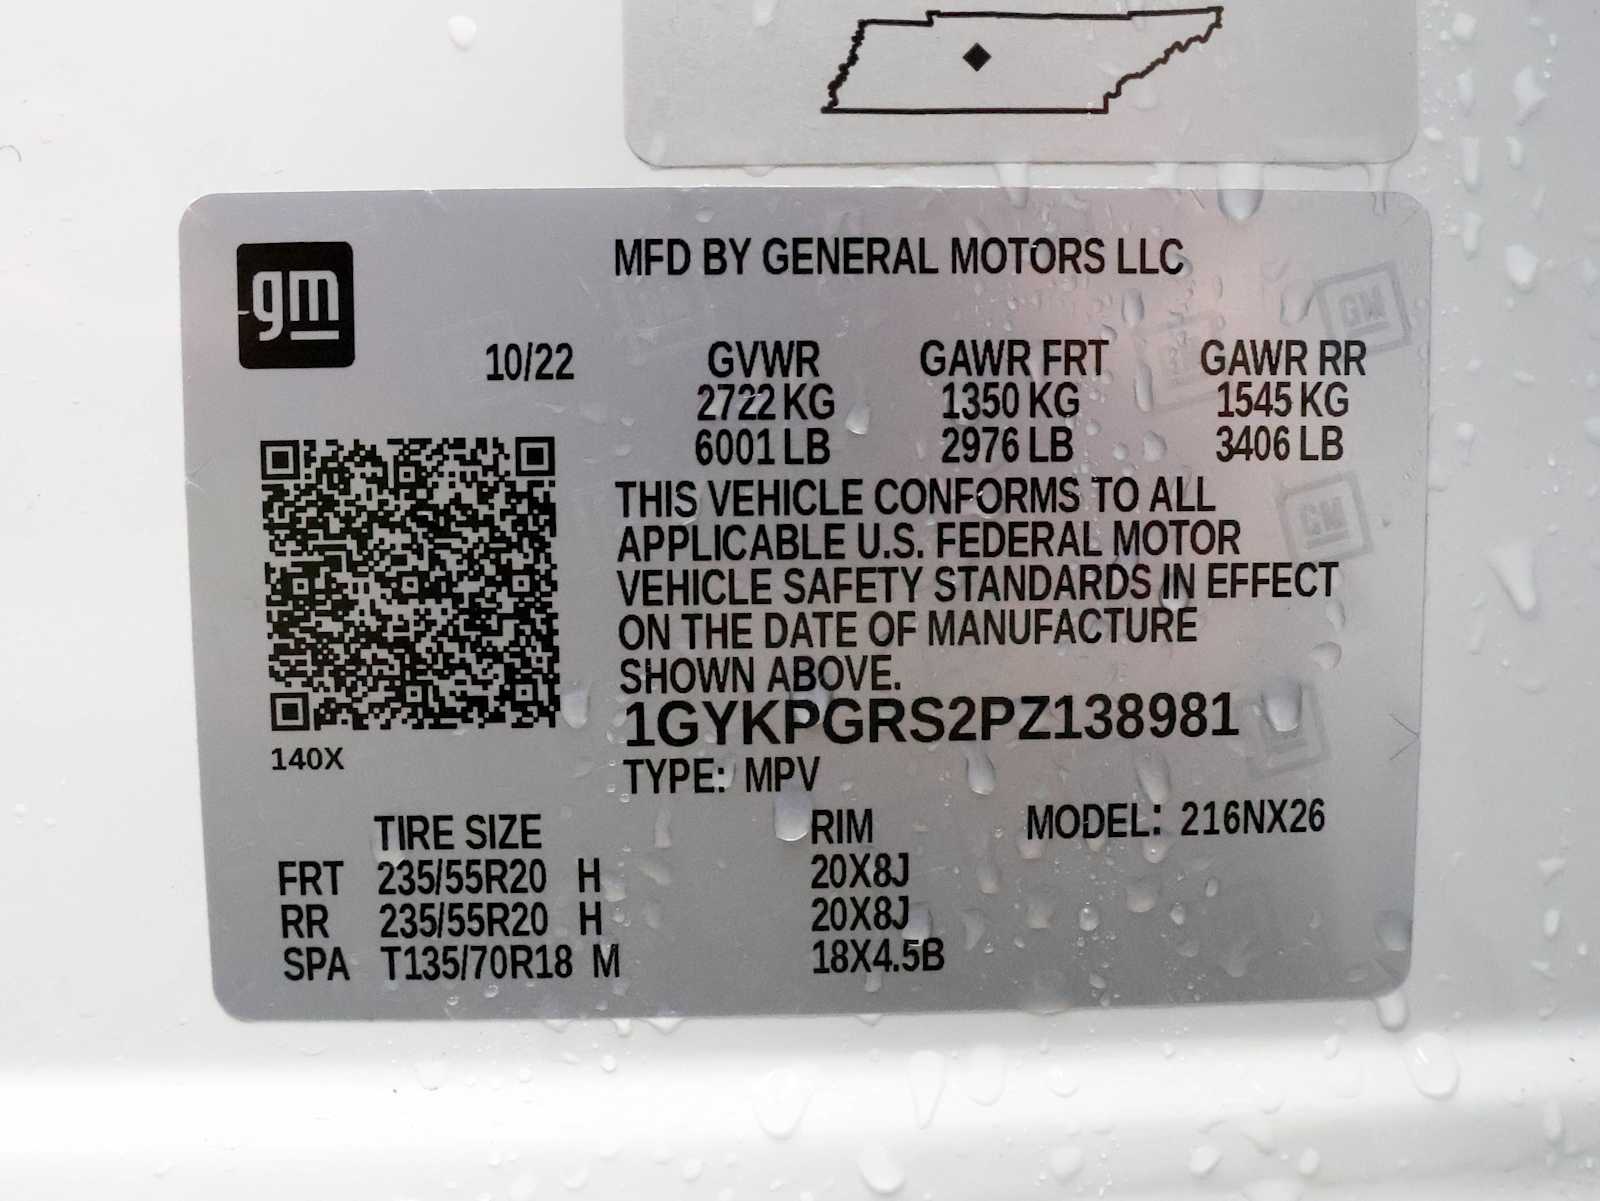 gm
MFD BY GENERAL MOTORS LLC
10/22 GVWR GAWR FRT GAWR RR
2722 KG 1350 KG 1545 KG
6001 LB 2976 LB 3406 LB
THIS VEHICLE CONFORMS TO ALL
APPLICABLE U.S. FEDERAL MOTOR
VEHICLE SAFETY STANDARDS IN EFFECT
ON THE DATE OF MANUFACTURE
SHOWN ABOVE.
1GYKPGRS2PZ138981
140X
TYPE: MPV
TIRE SIZE RIM MODEL: 216NX26
FRT 235/55R20 H 20X8J
RR 235/55R20 H 20X8J
SPA T135/70R18 M 18X4.5B
GM
GM